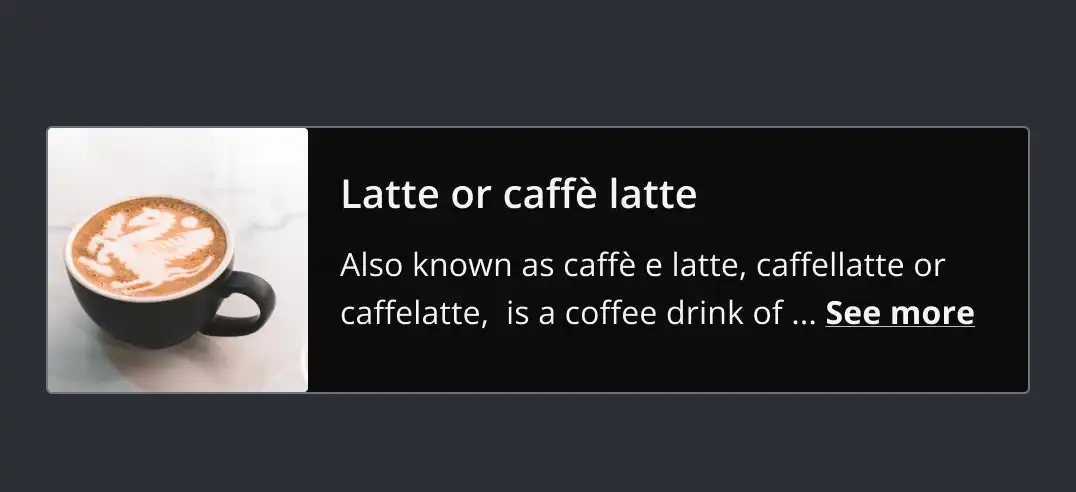 Latte or caffè latte
Also known as caffè e latte, caffellatte or
caffelatte,  is a coffee drink of ... See more